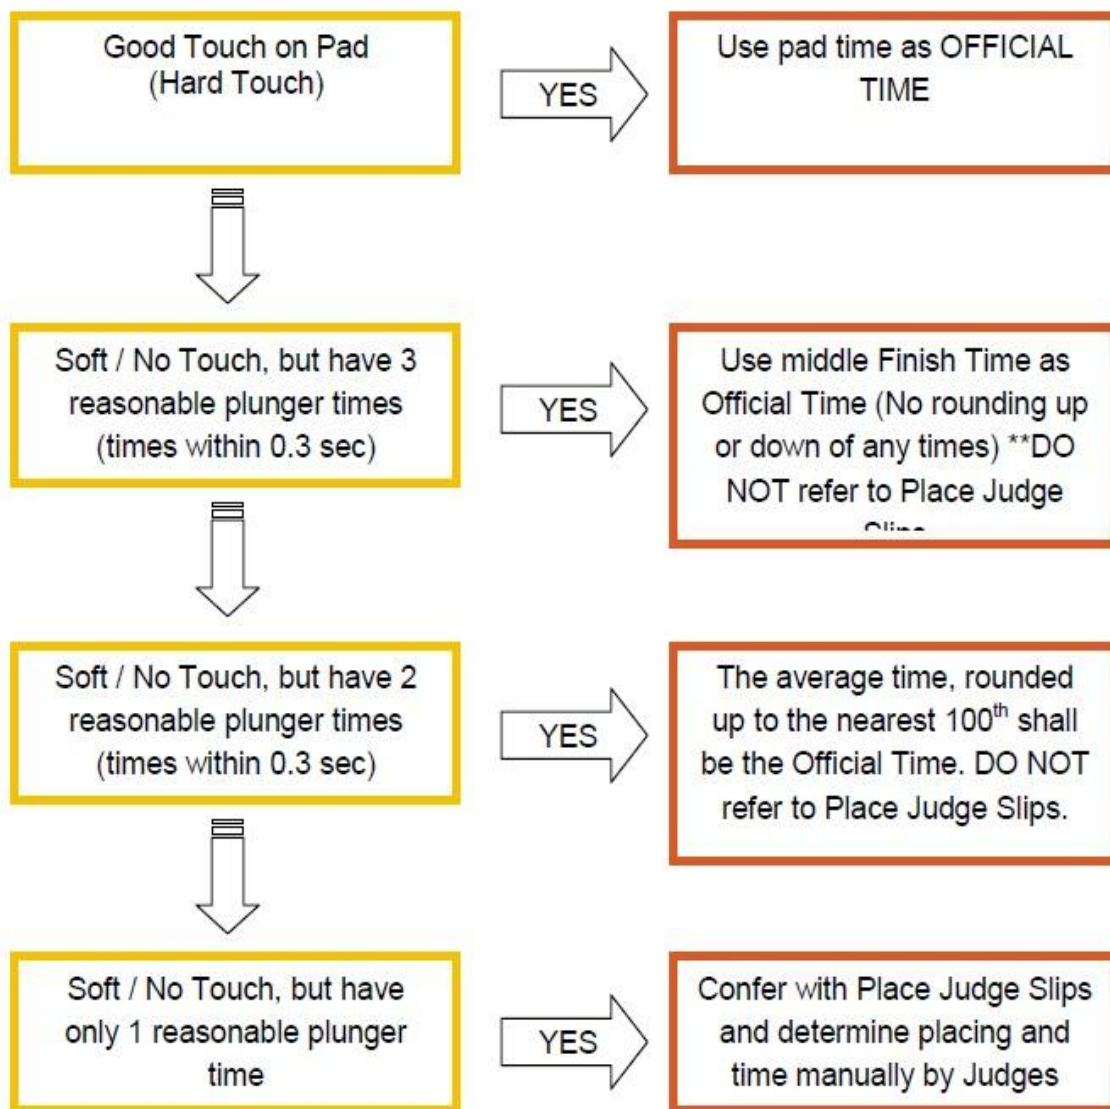 Good Touch on Pad
(Hard Touch)
YES
Use pad time as OFFICIAL
TIME
Soft / No Touch, but have 3
reasonable plunger times
(times within 0.3 sec)
YES
Use middle Finish Time as
Official Time (No rounding up
or down of any times) **DO
NOT refer to Place Judge
Slips
Soft / No Touch, but have 2
reasonable plunger times
(times within 0.3 sec)
YES
The average time, rounded
up to the nearest 100th shall
be the Official Time. DO NOT
refer to Place Judge Slips.
Soft / No Touch, but have
only 1 reasonable plunger
time
YES
Confer with Place Judge Slips
and determine placing and
time manually by Judges